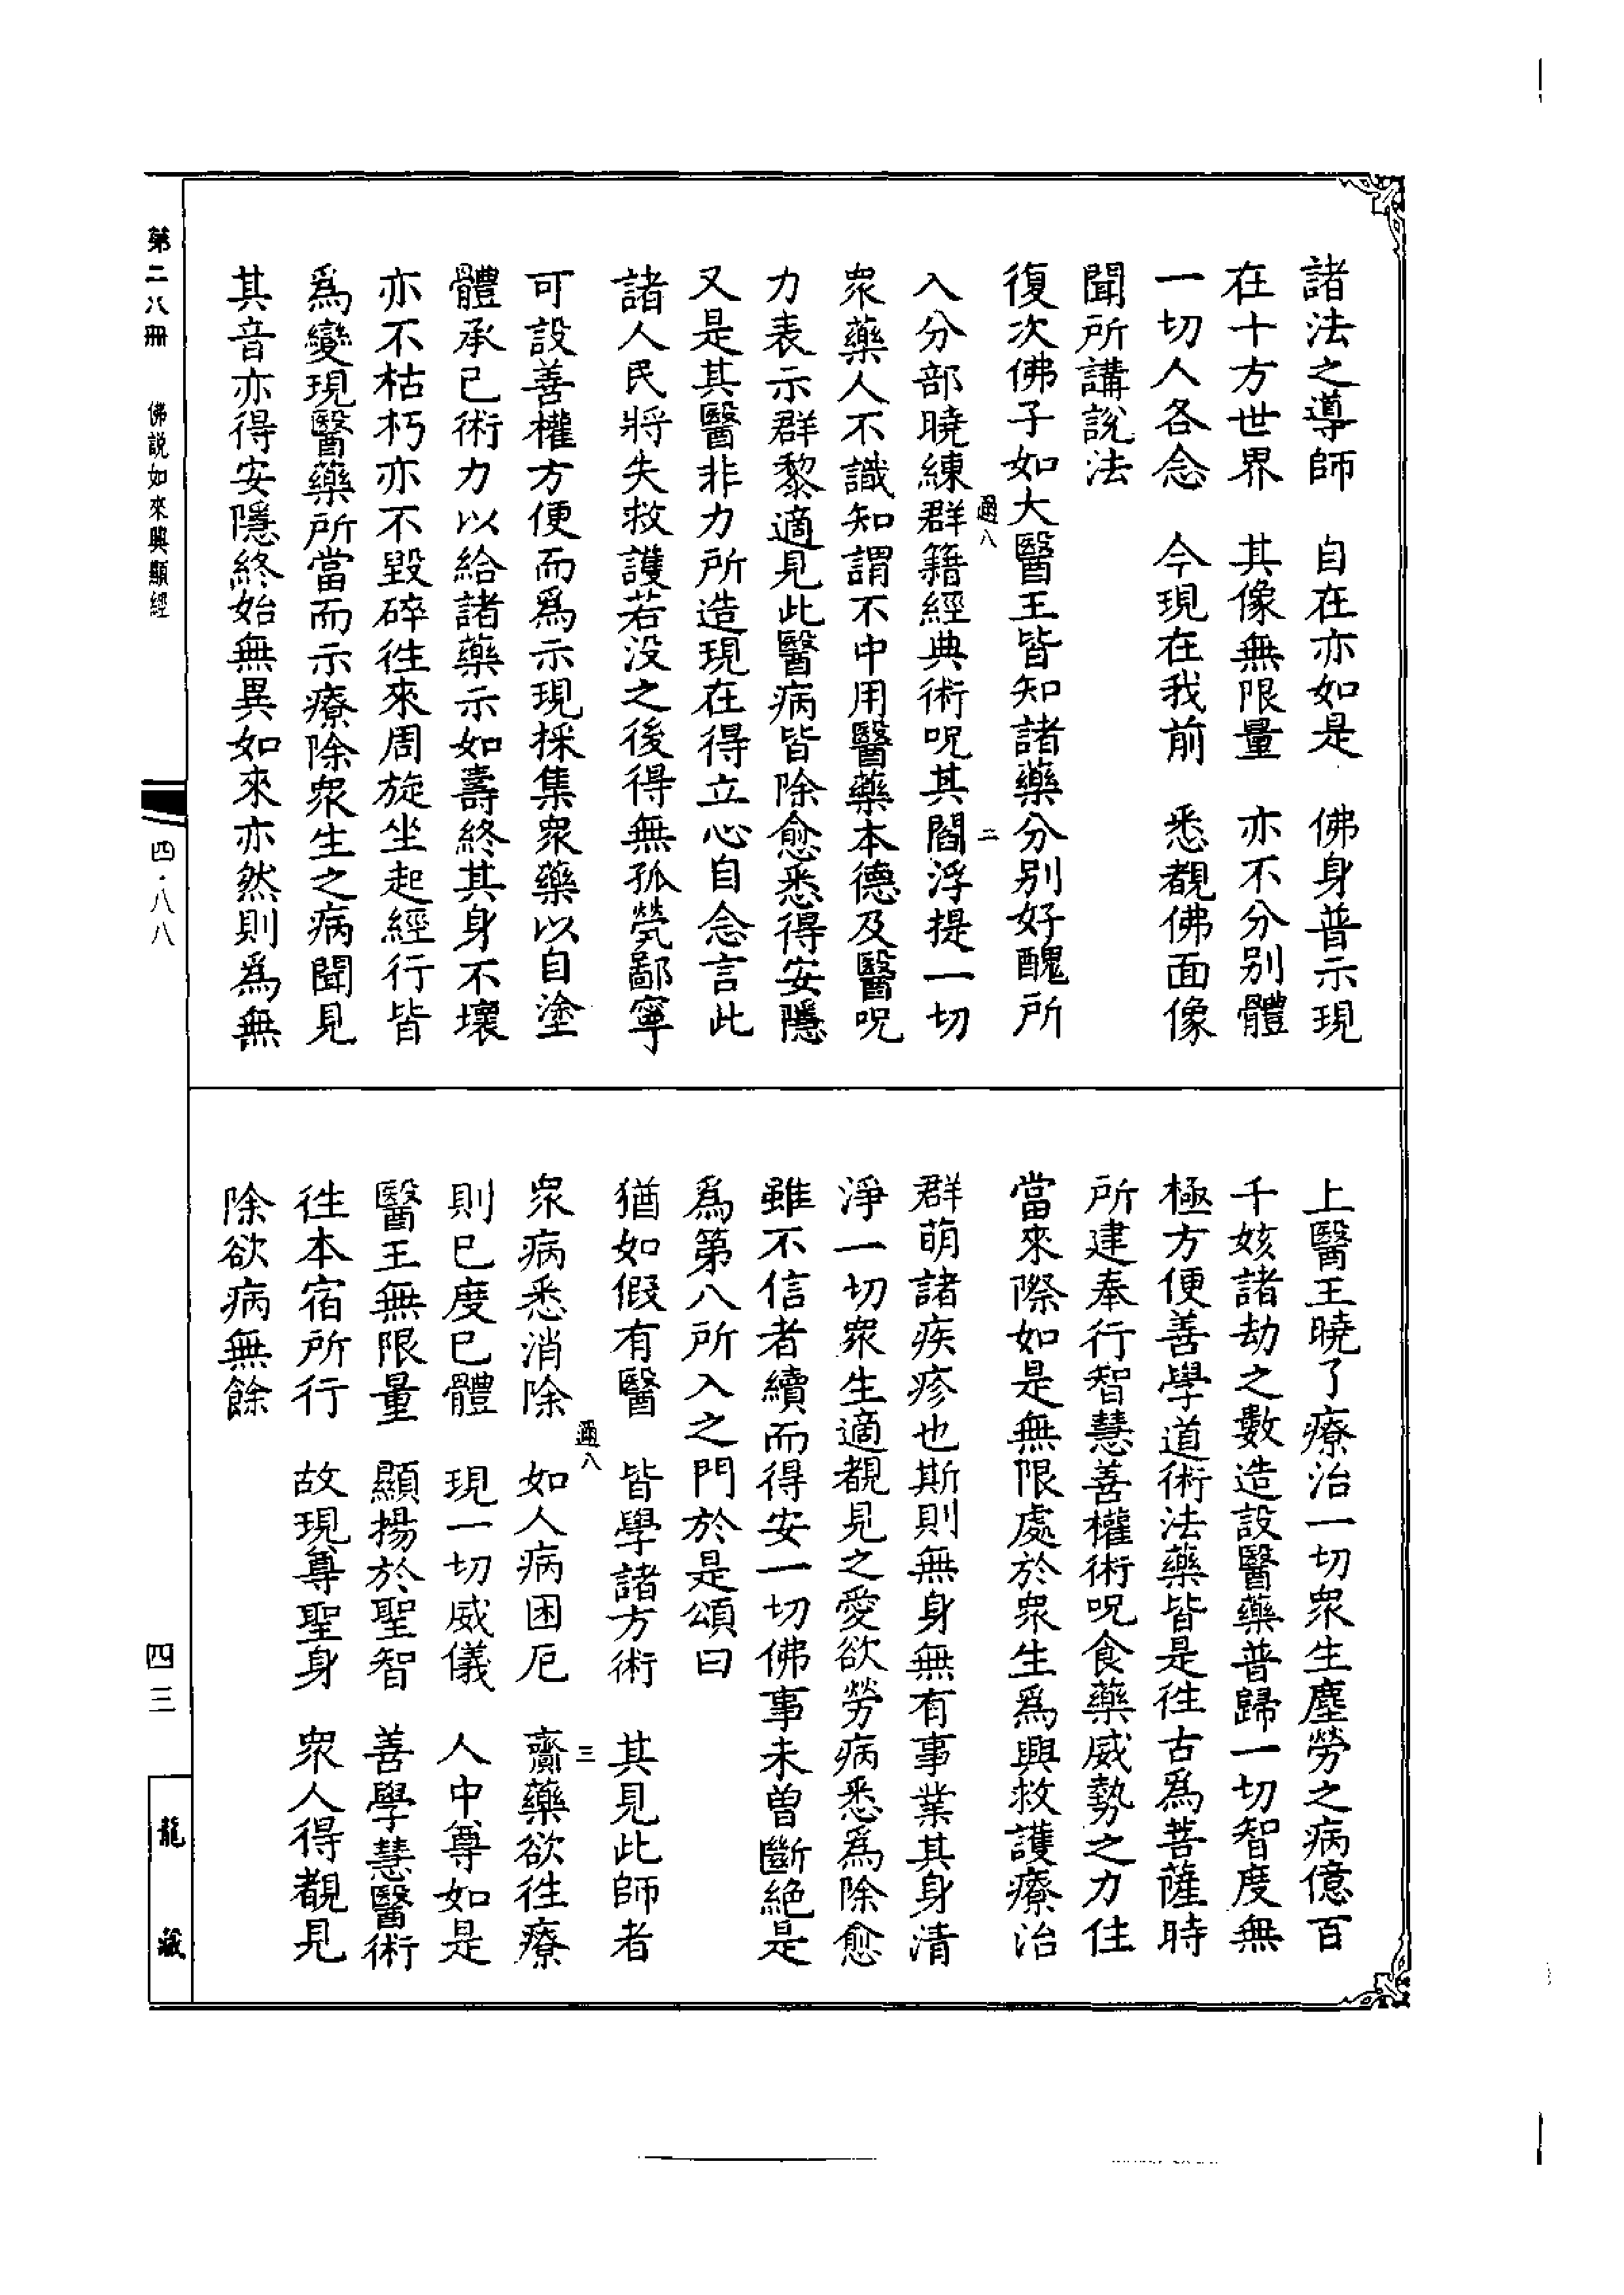 諸法之導師　自在亦如是　佛身普示現
在十方世界　其像無限量　亦不分別體
一切人各念　今現在我前　悉覩佛面像
聞所講說法
復次佛子如大醫王皆知諸藥分別好醜所
入分部曉練群籍經典術呪其閻浮提一切
衆藥人不識知謂不中用醫藥本德及醫呪
力表示群黎適見此醫病皆除愈悉得安隱
又是其醫非力所造現在得立心自念言此
諸人民將失救護若没之後得無孤煢鄙寧
可設善權方便而爲示現採集衆藥以自塗
體承已術力以給諸藥示如壽終其身不壞
亦不枯朽亦不毀碎往來周旋坐起經行皆
爲變現醫藥所當而示療除衆生之病聞見
其音亦得安隱終始無異如來亦然則爲無
上醫王曉了療治一切衆生塵勞之病億百
千姟諸劫之數造設醫藥普歸一切智度無
極方便善學道術法藥皆是往古爲菩薩時
所建奉行智慧善權術呪食藥威勢之力住
當來際如是無限處於衆生爲興救護療治
群萌諸疾疹也斯則無身無有事業其身清
淨一切衆生適覩見之愛欲勞病悉爲除愈
雖不信者續而得安一切佛事未曾斷絶是
爲第八所入之門於是頌曰
猶如假有醫　皆學諸方術　其見此師者
衆病悉消除　如人病困厄　齎藥欲往療
則已度已體　現一切威儀　人中尊如是
醫王無限量　顯揚於聖智　善學慧醫術
往本宿所行　故現尊聖身　衆人得覩見
除欲病無餘
邇八　二
邇八　三
第二八冊　佛説如來興顯經
四·八八
四三
龍藏